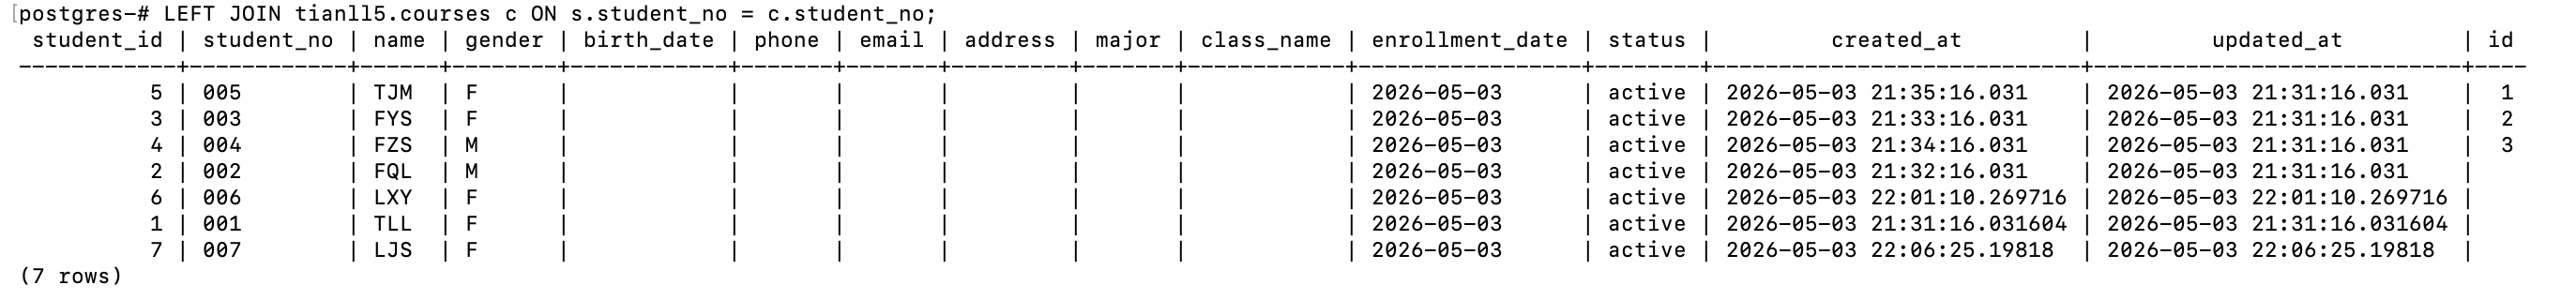 [postgres-# LEFT JOIN tianll5.courses c ON s.student_no = c.student_no;
 student_id | student_no | name | gender | birth_date | phone | email | address | major | class_name | enrollment_date | status |         created_at         |         updated_at         | id
------------+------------+------+--------+------------+-------+-------+---------+-------+------------+-----------------+--------+----------------------------+----------------------------+----
          5 | 005        | TJM  | F      |            |       |       |         |       |            | 2026-05-03      | active | 2026-05-03 21:35:16.031    | 2026-05-03 21:31:16.031    |  1
          3 | 003        | FYS  | F      |            |       |       |         |       |            | 2026-05-03      | active | 2026-05-03 21:33:16.031    | 2026-05-03 21:31:16.031    |  2
          4 | 004        | FZS  | M      |            |       |       |         |       |            | 2026-05-03      | active | 2026-05-03 21:34:16.031    | 2026-05-03 21:31:16.031    |  3
          2 | 002        | FQL  | M      |            |       |       |         |       |            | 2026-05-03      | active | 2026-05-03 21:32:16.031    | 2026-05-03 21:31:16.031    |
          6 | 006        | LXY  | F      |            |       |       |         |       |            | 2026-05-03      | active | 2026-05-03 22:01:10.269716 | 2026-05-03 22:01:10.269716 |
          1 | 001        | TLL  | F      |            |       |       |         |       |            | 2026-05-03      | active | 2026-05-03 21:31:16.031604 | 2026-05-03 21:31:16.031604 |
          7 | 007        | LJS  | F      |            |       |       |         |       |            | 2026-05-03      | active | 2026-05-03 22:06:25.19818  | 2026-05-03 22:06:25.19818  |
(7 rows)